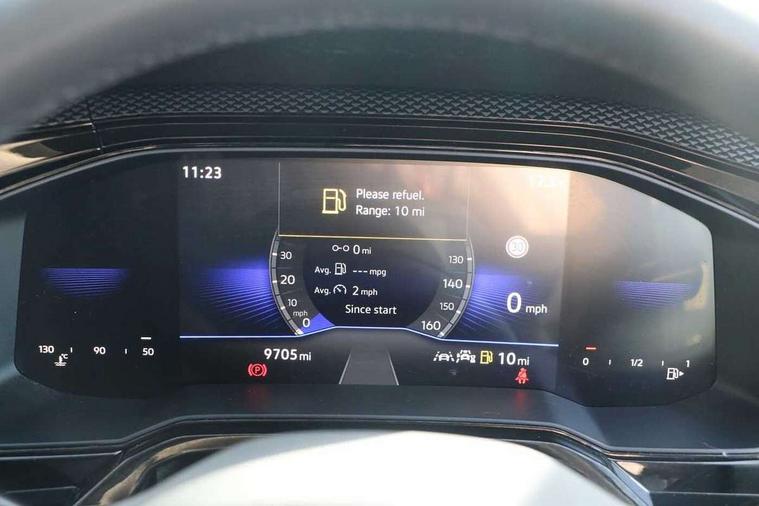 11:23
Please refuel.
Range: 10 mi
0 mi
Avg. --- mpg
Avg. 2 mph
Since start
30
20
10
mph
0
130
140
150
160
30
0 mph
130 °C 90 50
9705 mi
P
10 mi
0 1/2 1